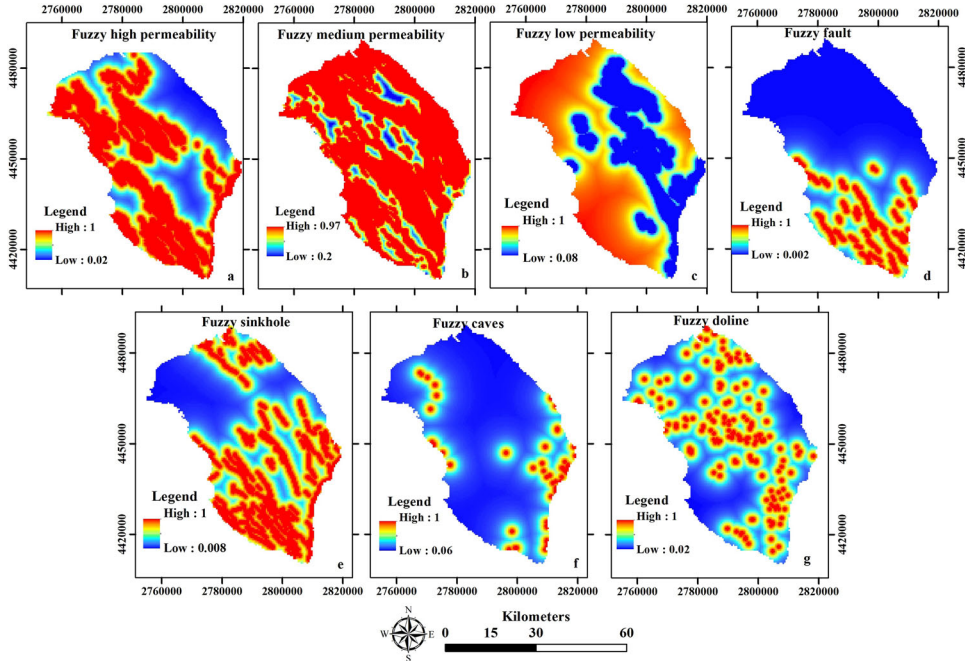 2760000 2780000 2800000 2820000 2760000 2780000 2800000 2820000 2760000 2780000 2800000 2820000 2760000 2780000 2800000 2820000
4480000 4450000 4420000
Fuzzy high permeability
Legend
High : 1
Low : 0.02
a
Fuzzy medium permeability
Legend
High : 0.97
Low : 0.2
b
Fuzzy low permeability
Legend
High : 1
Low : 0.08
c
Fuzzy fault
Legend
High : 1
Low : 0.002
d
4480000 4450000 4420000
4480000 4450000 4420000
Fuzzy sinkhole
Legend
High : 1
Low : 0.008
e
Fuzzy caves
Legend
High : 1
Low : 0.06
f
Fuzzy doline
Legend
High : 1
Low : 0.02
g
4480000 4450000 4420000
2760000 2780000 2800000 2820000 2760000 2780000 2800000 2820000 2760000 2780000 2800000 2820000
N
W E
S
Kilometers
0 15 30 60